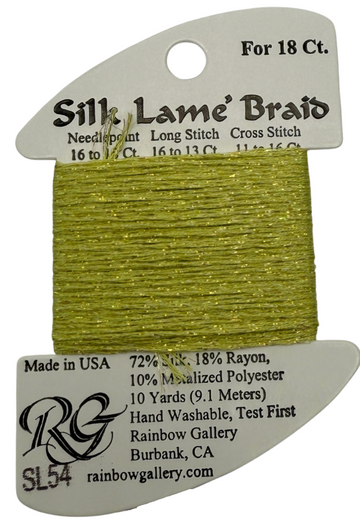 For 18 Ct.
Silk Lame' Braid
Needlepoint Long Stitch Cross Stitch
16 to Ct. 16 to 13 Ct. 11 to 16 Ct.
Made in USA
72% Silk, 18% Rayon,
10% Metalized Polyester
10 Yards (9.1 Meters)
Hand Washable, Test First
Rainbow Gallery
Burbank, CA
rainbowgallery.com
RG
SL54